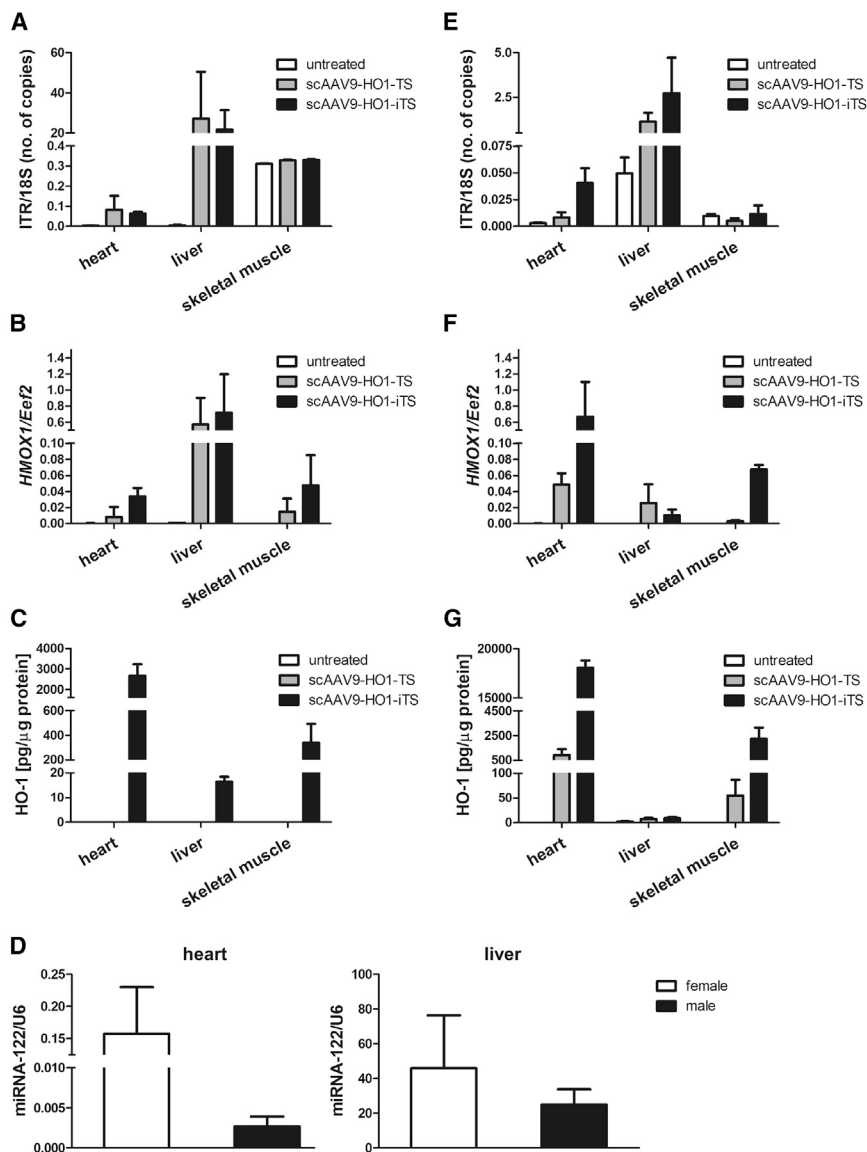 A
ITR/18S (no. of copies)
60
40
20
0.4
0.3
0.2
0.1
0.0
untreated
scAAV9-HO1-TS
scAAV9-HO1-iTS
heart
liver
skeletal muscle
E
ITR/18S (no. of copies)
5.0
2.5
0.075
0.050
0.025
0.000
untreated
scAAV9-HO1-TS
scAAV9-HO1-iTS
heart
liver
skeletal muscle
B
HMOX1/Eef2
1.4
1.2
1.0
0.8
0.6
0.4
0.10
0.08
0.06
0.04
0.02
0.00
untreated
scAAV9-HO1-TS
scAAV9-HO1-iTS
heart
liver
skeletal muscle
F
HMOX1/Eef2
1.4
1.2
1.0
0.8
0.6
0.4
0.10
0.08
0.06
0.04
0.02
0.00
untreated
scAAV9-HO1-TS
scAAV9-HO1-iTS
heart
liver
skeletal muscle
C
HO-1 [pg/µg protein]
4000
3000
2000
600
400
200
20
10
0
untreated
scAAV9-HO1-TS
scAAV9-HO1-iTS
heart
liver
skeletal muscle
G
HO-1 [pg/µg protein]
20000
17500
15000
4500
2500
500
100
50
0
untreated
scAAV9-HO1-TS
scAAV9-HO1-iTS
heart
liver
skeletal muscle
D
heart
miRNA-122/U6
0.25
0.20
0.15
0.010
0.005
0.000
liver
miRNA-122/U6
100
80
60
40
20
0
female
male